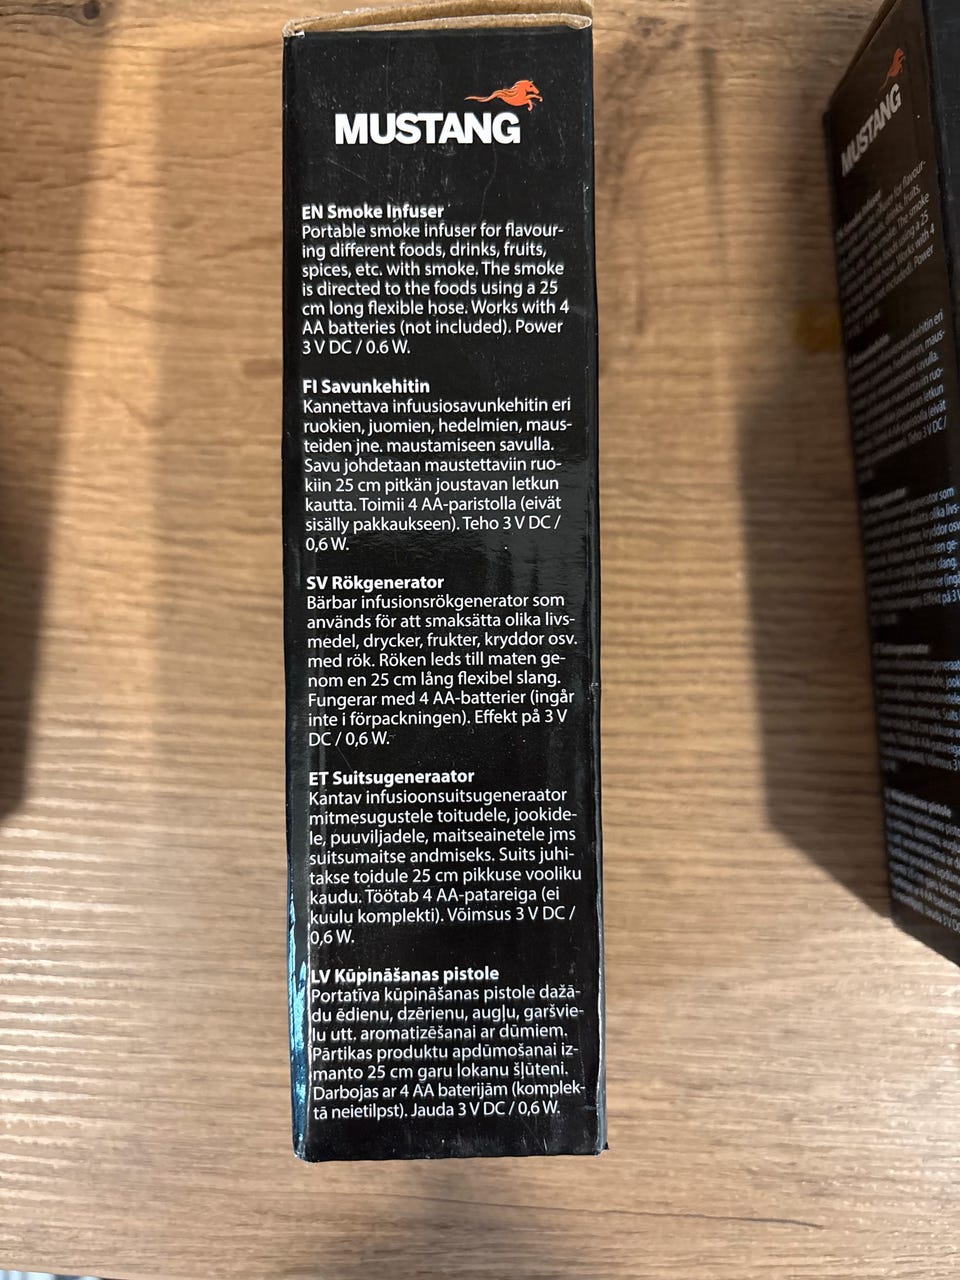 MUSTANG
EN Smoke Infuser
Portable smoke infuser for flavour-
ing different foods, drinks, fruits,
spices, etc. with smoke. The smoke
is directed to the foods using a 25
cm long flexible hose. Works with 4
AA batteries (not included). Power
3 V DC / 0.6 W.
FI Savunkehitin
Kannettava infuusiosavunkehitin eri
ruokien, juomien, hedelmien, maus-
teiden jne. maustamiseen savulla.
Savu johdetaan maustettaviin ruo-
kiin 25 cm pitkän joustavan letkun
kautta. Toimii 4 AA-paristolla (eivät
sisälly pakkaukseen). Teho 3 V DC /
0,6 W.
SV Rökgenerator
Bärbar infusionsrökgenerator som
används för att smaksätta olika livs-
medel, drycker, frukter, kryddor osv.
med rök. Röken leds till maten ge-
nom en 25 cm lång flexibel slang.
Fungerar med 4 AA-batterier (ingår
inte i förpackningen). Effekt på 3 V
DC / 0,6 W.
ET Suitsugeneraator
Kantav infusioonsuitsugeneraator
mitmesugustele toitudele, jookide-
le, puuviljadele, maitseainetele jms
suitsumaitse andmiseks. Suits juhi-
takse toidule 25 cm pikkuse vooliku
kaudu. Töötab 4 AA-patareiga (ei
kuulu komplekti). Võimsus 3 V DC /
0,6 W.
LV Kūpināšanas pistole
Portatīva kūpināšanas pistole dažā-
du ēdienu, dzērienu, augļu, garšvie-
ļu utt. aromatizēšanai ar dūmiem.
Pārtikas produktu apdūmošanai iz-
manto 25 cm garu lokanu šļūteni.
Darbojas ar 4 AA baterijām (komplek-
tā neietilpst). Jauda 3 V DC / 0,6 W.
MUSTANG